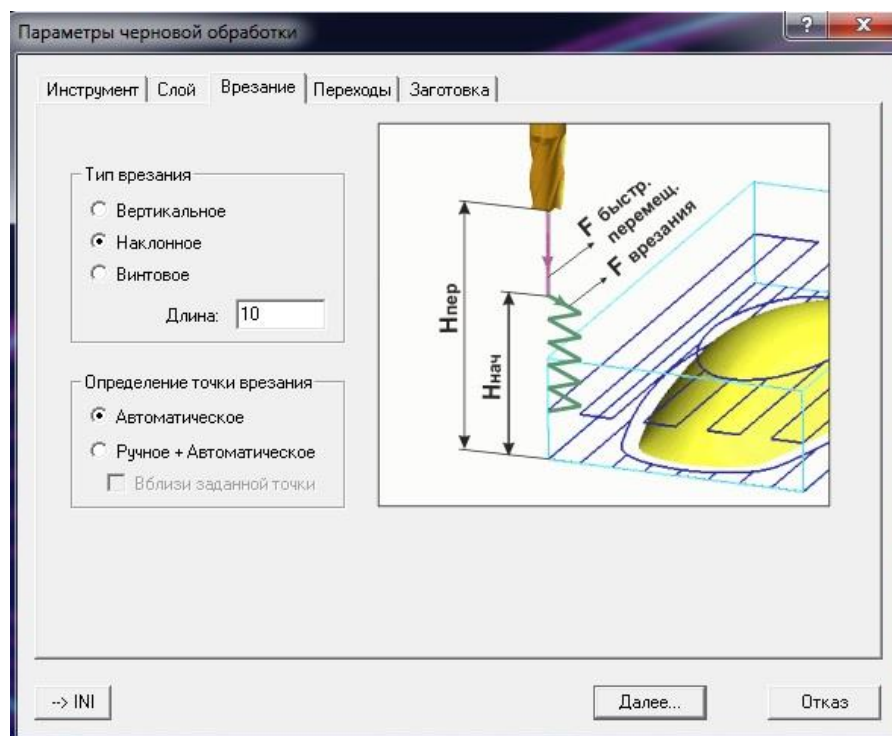 Параметры черновой обработки
?
X
Инструмент
Слой
Врезание
Переходы
Заготовка
Тип врезания
Вертикальное
Наклонное
Винтовое
Длина: 10
Определение точки врезания
Автоматическое
Ручное + Автоматическое
Вблизи заданной точки
F быстр.
перемещ.
F врезания
Hпер
Hнач
--> INI
Далее...
Отказ